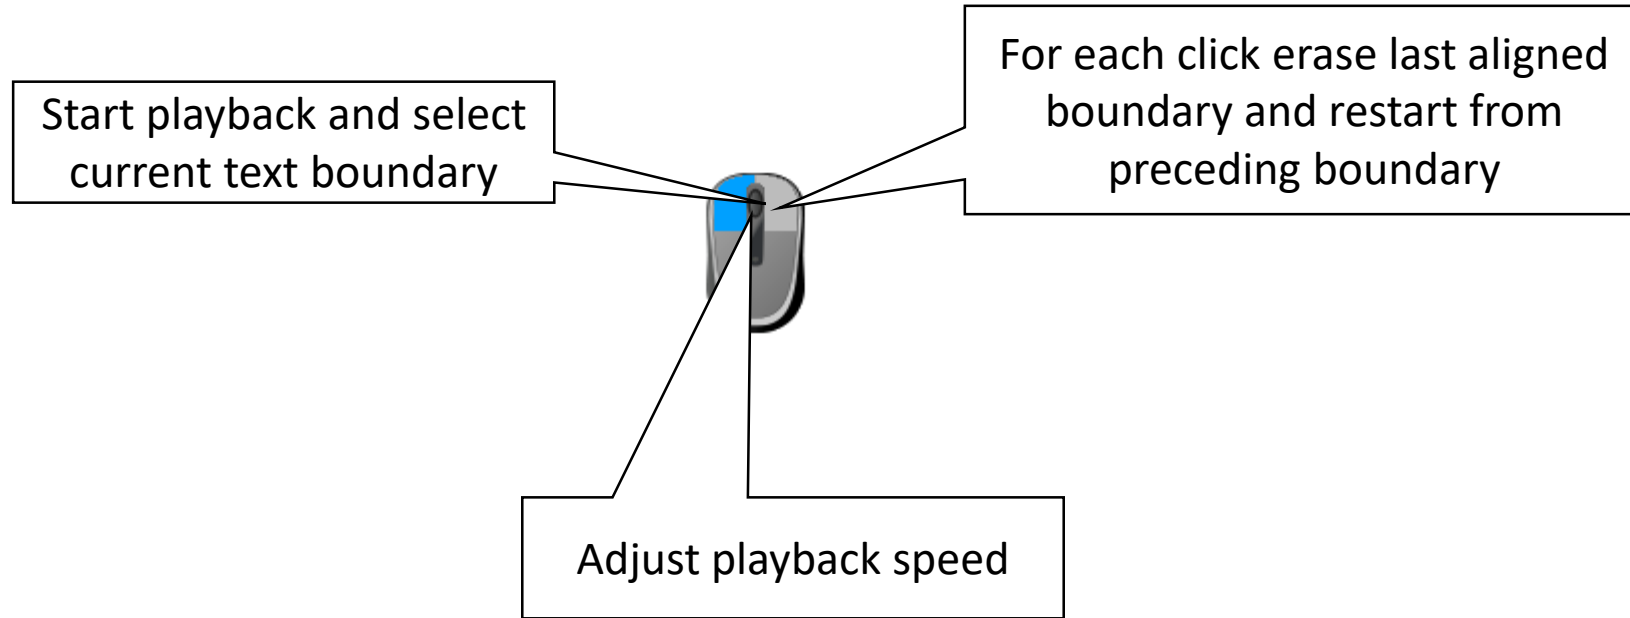 Start playback and select
current text boundary
For each click erase last aligned
boundary and restart from
preceding boundary
Adjust playback speed